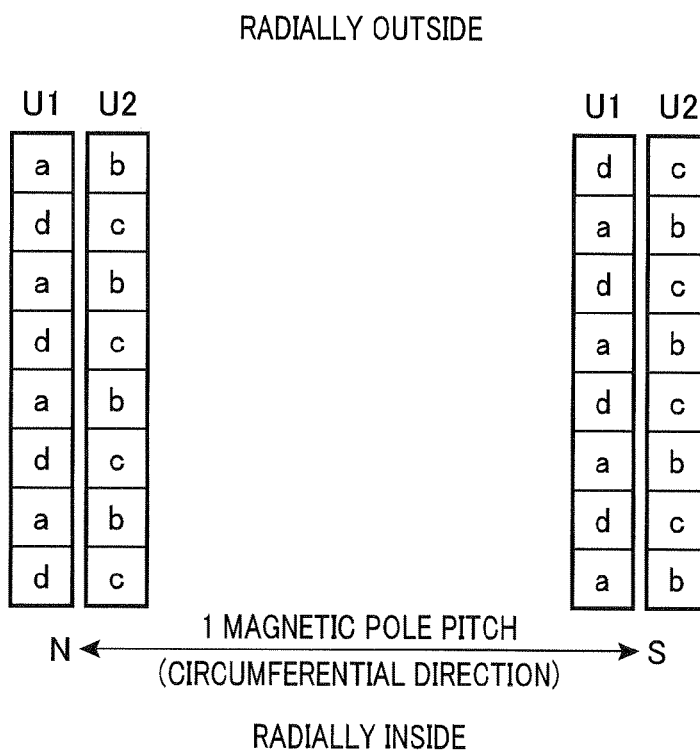 RADIALLY OUTSIDE
U1 U2 U1 U2
a b d c
d c a b
a b d c
d c a b
a b d c
d c a b
a b d c
d c a b
1 MAGNETIC POLE PITCH
N S
(CIRCUMFERENTIAL DIRECTION)
RADIALLY INSIDE